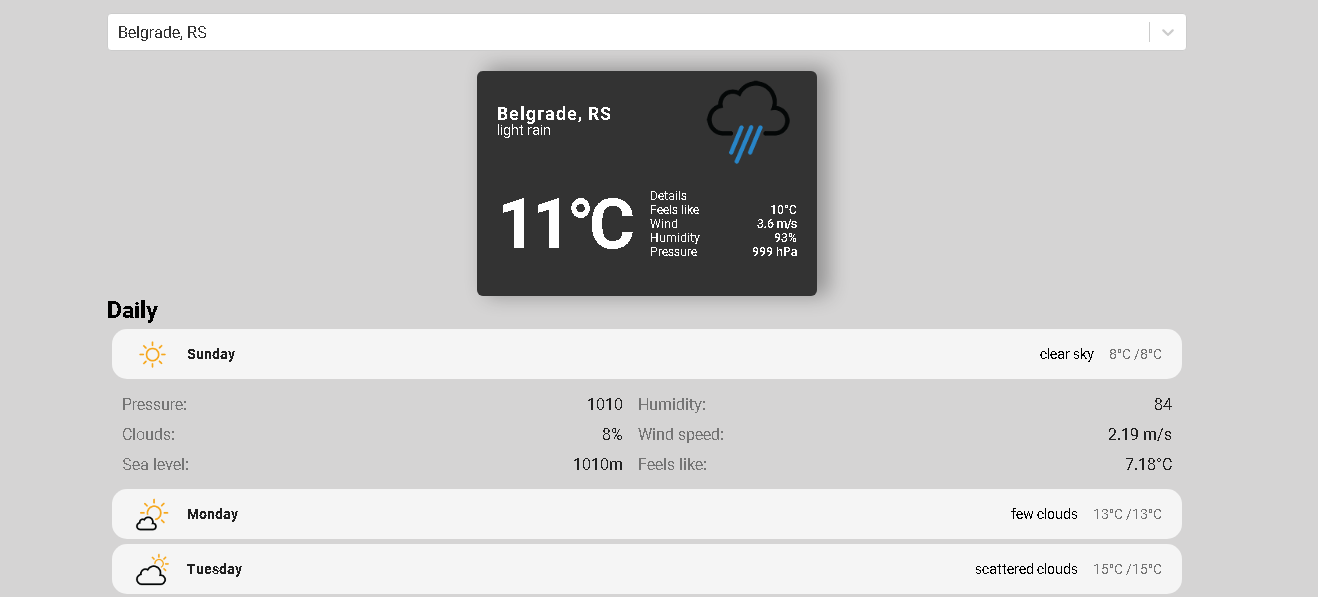 Belgrade, RS
Belgrade, RS
light rain
11°C
Details
Feels like 10°C
Wind 3.6 m/s
Humidity 93%
Pressure 999 hPa
Daily
Sunday clear sky 8°C /8°C
Pressure: 1010 Humidity: 84
Clouds: 8% Wind speed: 2.19 m/s
Sea level: 1010m Feels like: 7.18°C
Monday few clouds 13°C /13°C
Tuesday scattered clouds 15°C /15°C